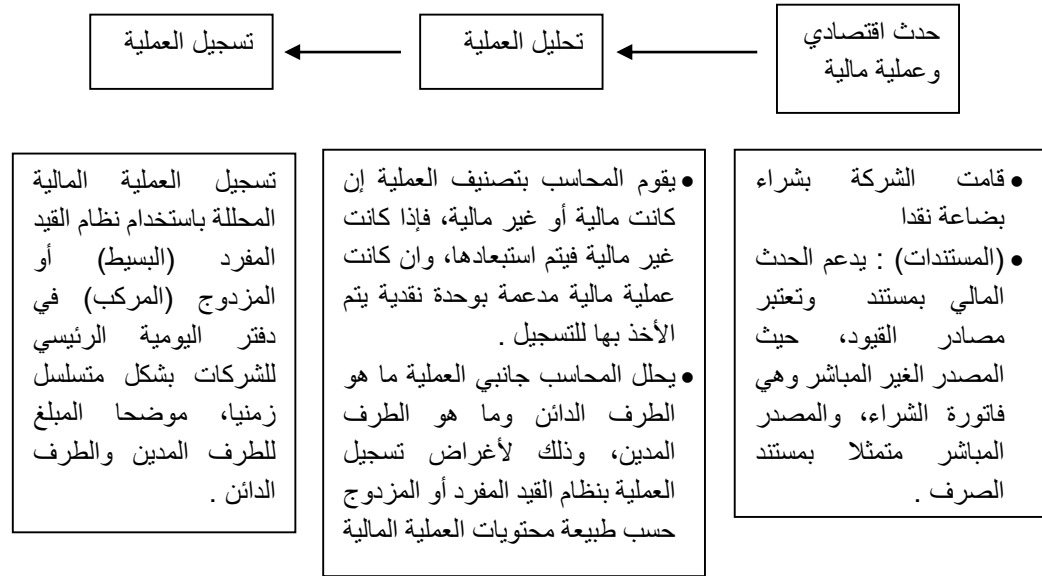 حدث اقتصادي
وعملية مالية
تحليل العملية
تسجيل العملية
• قامت الشركة بشراء
بضاعة نقدا
• (المستندات) : يدعم الحدث
المالي بمستند وتعتبر
مصادر القيود، حيث
المصدر الغير المباشر وهي
فاتورة الشراء، والمصدر
المباشر متمثلا بمستند
الصرف .
• يقوم المحاسب بتصنيف العملية إن
كانت مالية أو غير مالية، فإذا كانت
غير مالية فيتم استبعادها، وان كانت
عملية مالية مدعمة بوحدة نقدية يتم
الأخذ بها للتسجيل .
• يحلل المحاسب جانبي العملية ما هو
الطرف الدائن وما هو الطرف
المدين، وذلك لأغراض تسجيل
العملية بنظام القيد المفرد أو المزدوج
حسب طبيعة محتويات العملية المالية
تسجيل العملية المالية
المحللة باستخدام نظام القيد
المفرد (البسيط) أو
المزدوج (المركب) في
دفتر اليومية الرئيسي
للشركات بشكل متسلسل
زمنيا، موضحا المبلغ
للطرف المدين والطرف
الدائن .